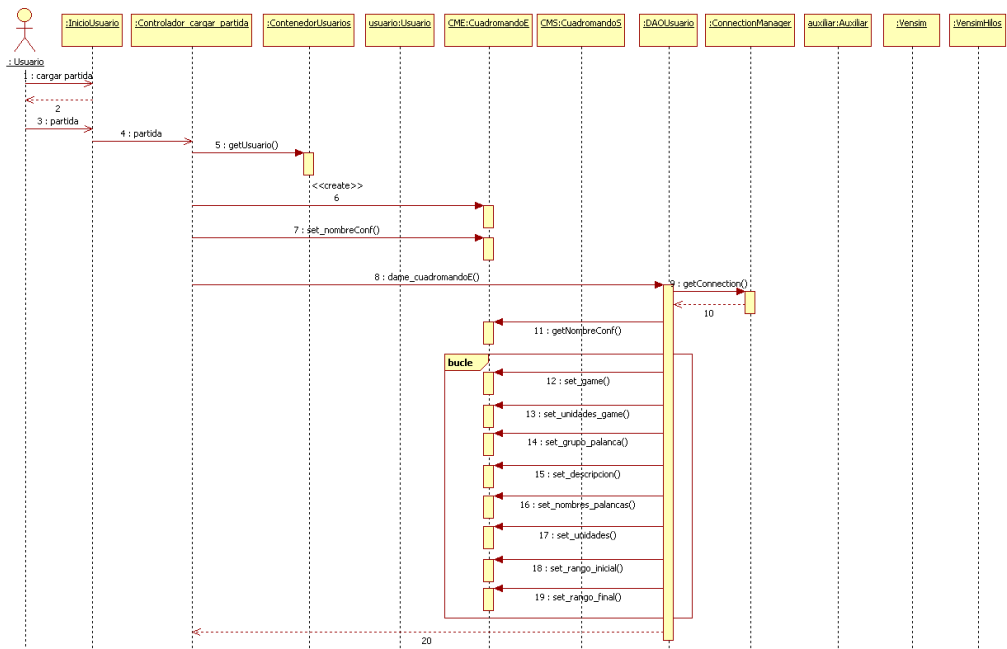 :InicioUsuario
:Controlador_cargar_partida
:ContenedorUsuarios
usuario:Usuario
CME:CuadromandoE
CMS:CuadromandoS
:DAOUsuario
:ConnectionManager
auxiliar:Auxiliar
:Vensim
:VensimHilos
: Usuario
1 : cargar partida
2
3 : partida
4 : partida
5 : getUsuario()
<<create>>
6
7 : set_nombreConf()
8 : dame_cuadromandoE()
9 : getConnection()
10
11 : getNombreConf()
bucle
12 : set_game()
13 : set_unidades_game()
14 : set_grupo_palanca()
15 : set_descripcion()
16 : set_nombres_palancas()
17 : set_unidades()
18 : set_rango_inicial()
19 : set_rango_final()
20